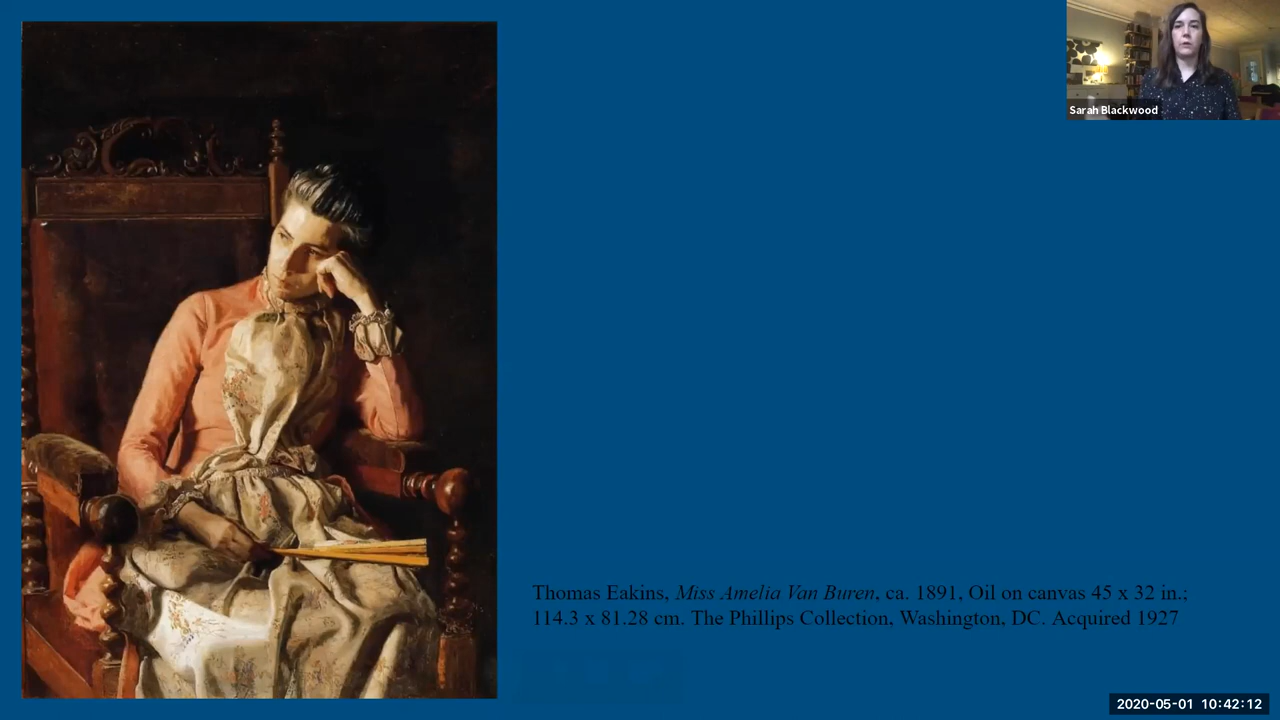 Sarah Blackwood
Thomas Eakins, Miss Amelia Van Buren, ca. 1891, Oil on canvas 45 x 32 in.;
114.3 x 81.28 cm. The Phillips Collection, Washington, DC. Acquired 1927
2020-05-01 10:42:12